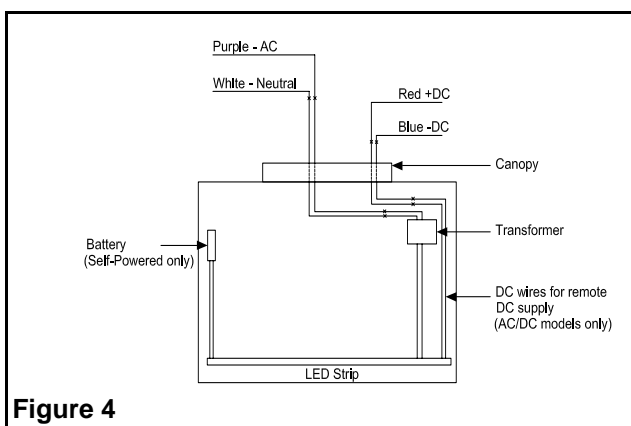 Purple - AC
White - Neutral
Red +DC
Blue -DC
Canopy
Transformer
Battery
(Self-Powered only)
DC wires for remote
DC supply
(AC/DC models only)
LED Strip
Figure 4